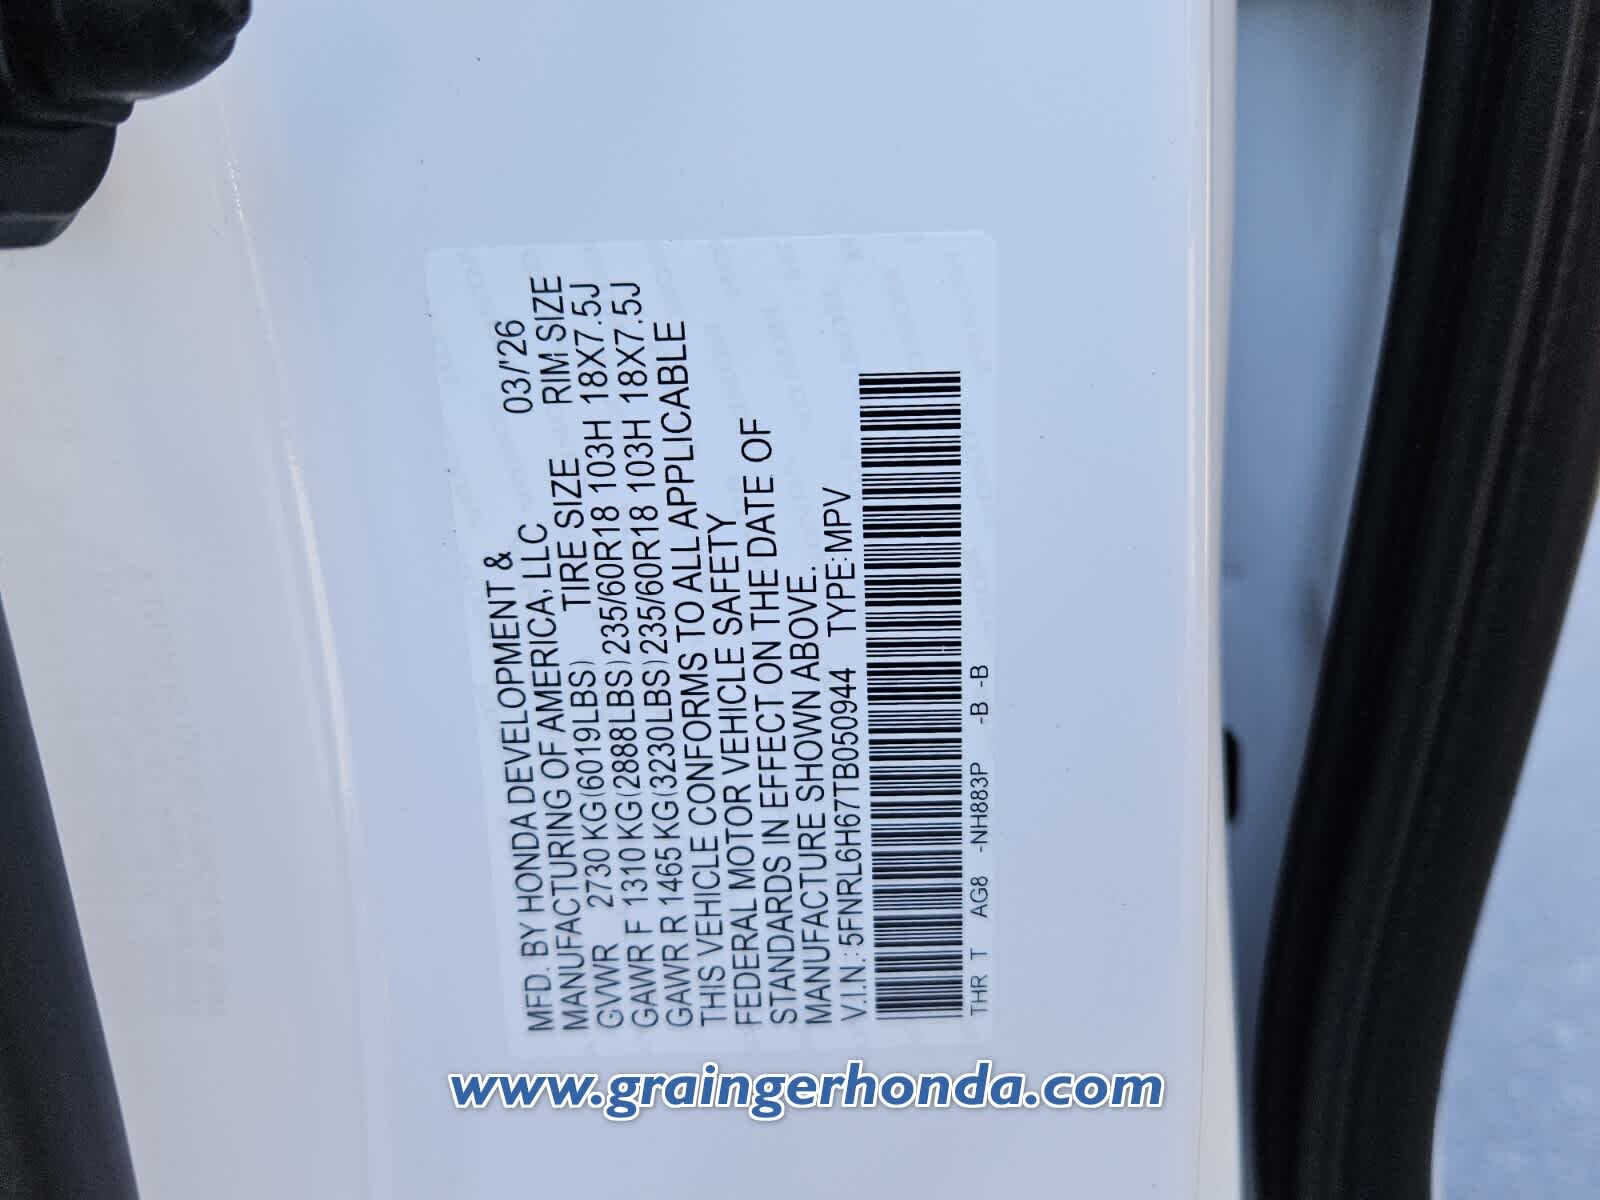 MFD. BY HONDA DEVELOPMENT &
MANUFACTURING OF AMERICA, LLC 03/'26
GVWR 2730 KG(6019LBS) TIRE SIZE RIM SIZE
GAWR F 1310 KG(2888LBS) 235/60R18 103H 18X7.5J
GAWR R 1465 KG(3230LBS) 235/60R18 103H 18X7.5J
THIS VEHICLE CONFORMS TO ALL APPLICABLE
FEDERAL MOTOR VEHICLE SAFETY
STANDARDS IN EFFECT ON THE DATE OF
MANUFACTURE SHOWN ABOVE.
V.I.N.: 5FNRL6H67TB050944 TYPE: MPV
THR T AG8 -NH883P -B -B
www.graingerhonda.com